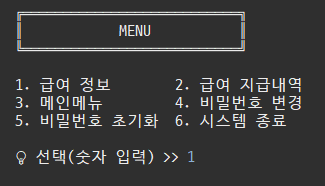 MENU
1. 급여 정보 2. 급여 지급내역
3. 메인메뉴 4. 비밀번호 변경
5. 비밀번호 초기화 6. 시스템 종료
선택(숫자 입력) >> 1